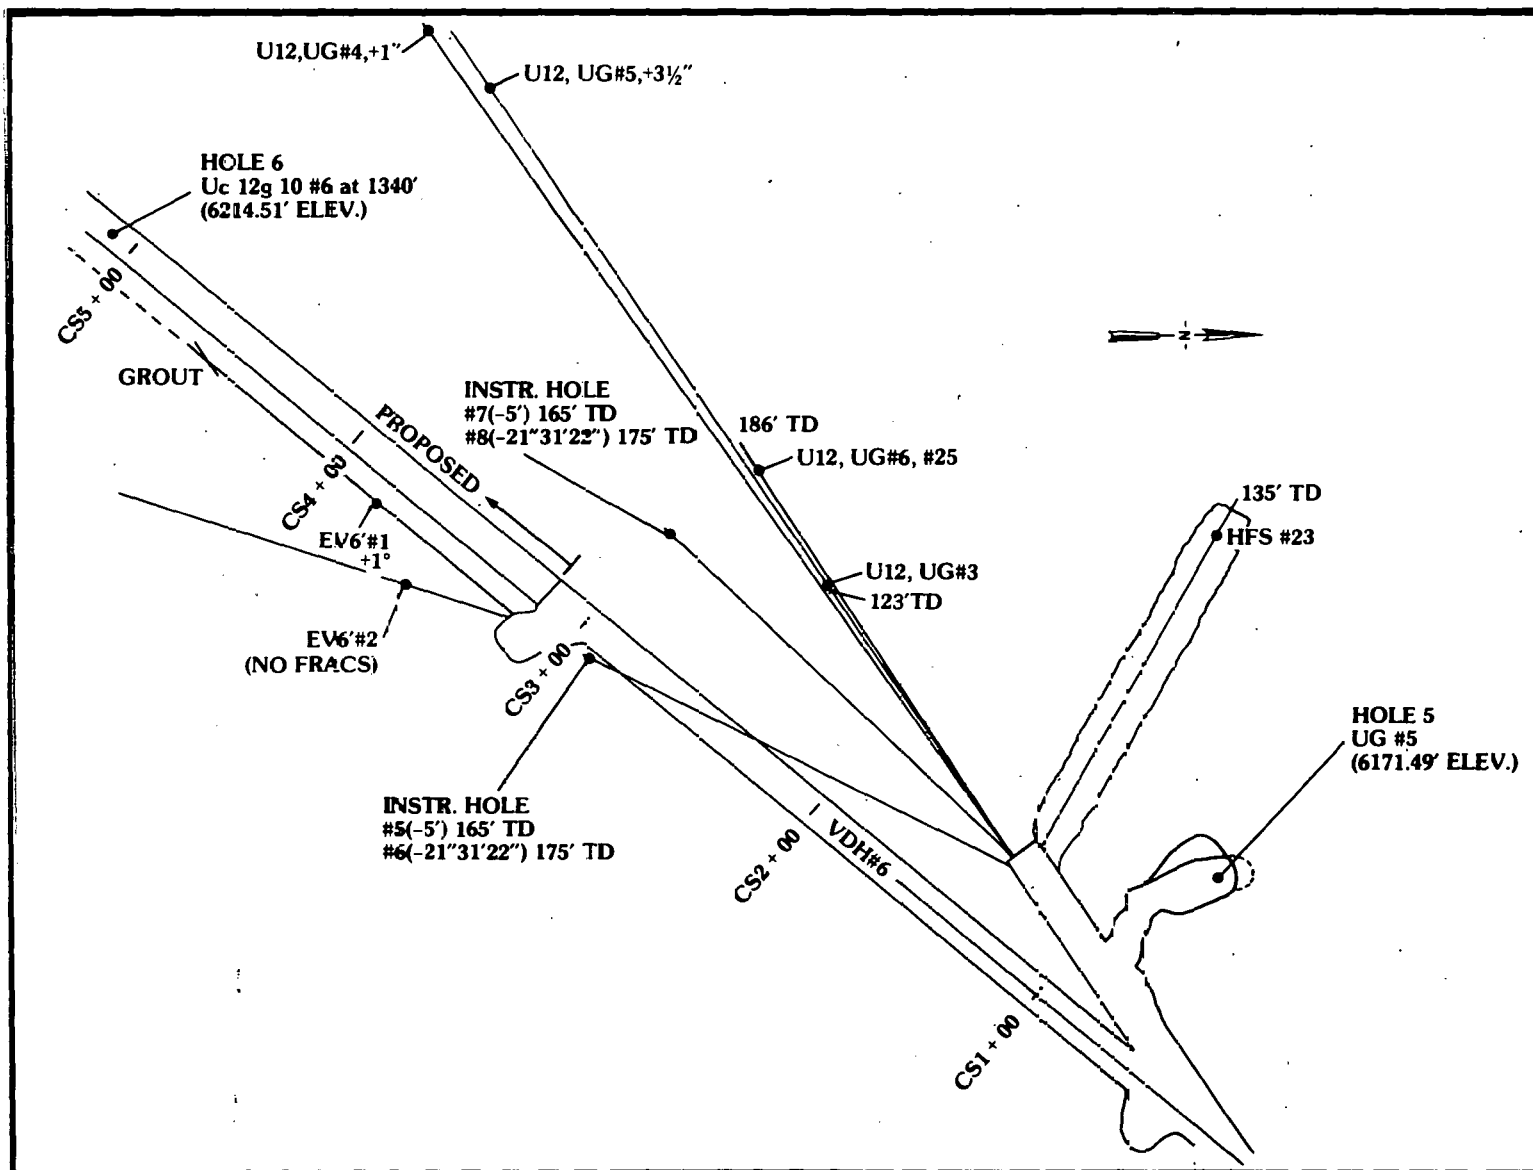 U12,UG#4,+1"
U12, UG#5,+3½"
HOLE 6
Uc 12g 10 #6 at 1340'
(6214.51' ELEV.)
CS5 + 00
GROUT
PROPOSED
INSTR. HOLE
#7(-5') 165' TD
#8(-21"31'22") 175' TD
186' TD
U12, UG#6, #25
N
135' TD
HFS #23
CS4 + 00
EV6'#1
+1°
U12, UG#3
123'TD
EV6'#2
(NO FRACS)
CS3 + 00
HOLE 5
UG #5
(6171.49' ELEV.)
INSTR. HOLE
#5(-5') 165' TD
#6(-21"31'22") 175' TD
CS2 + 00
VDH#6
CS1 + 00